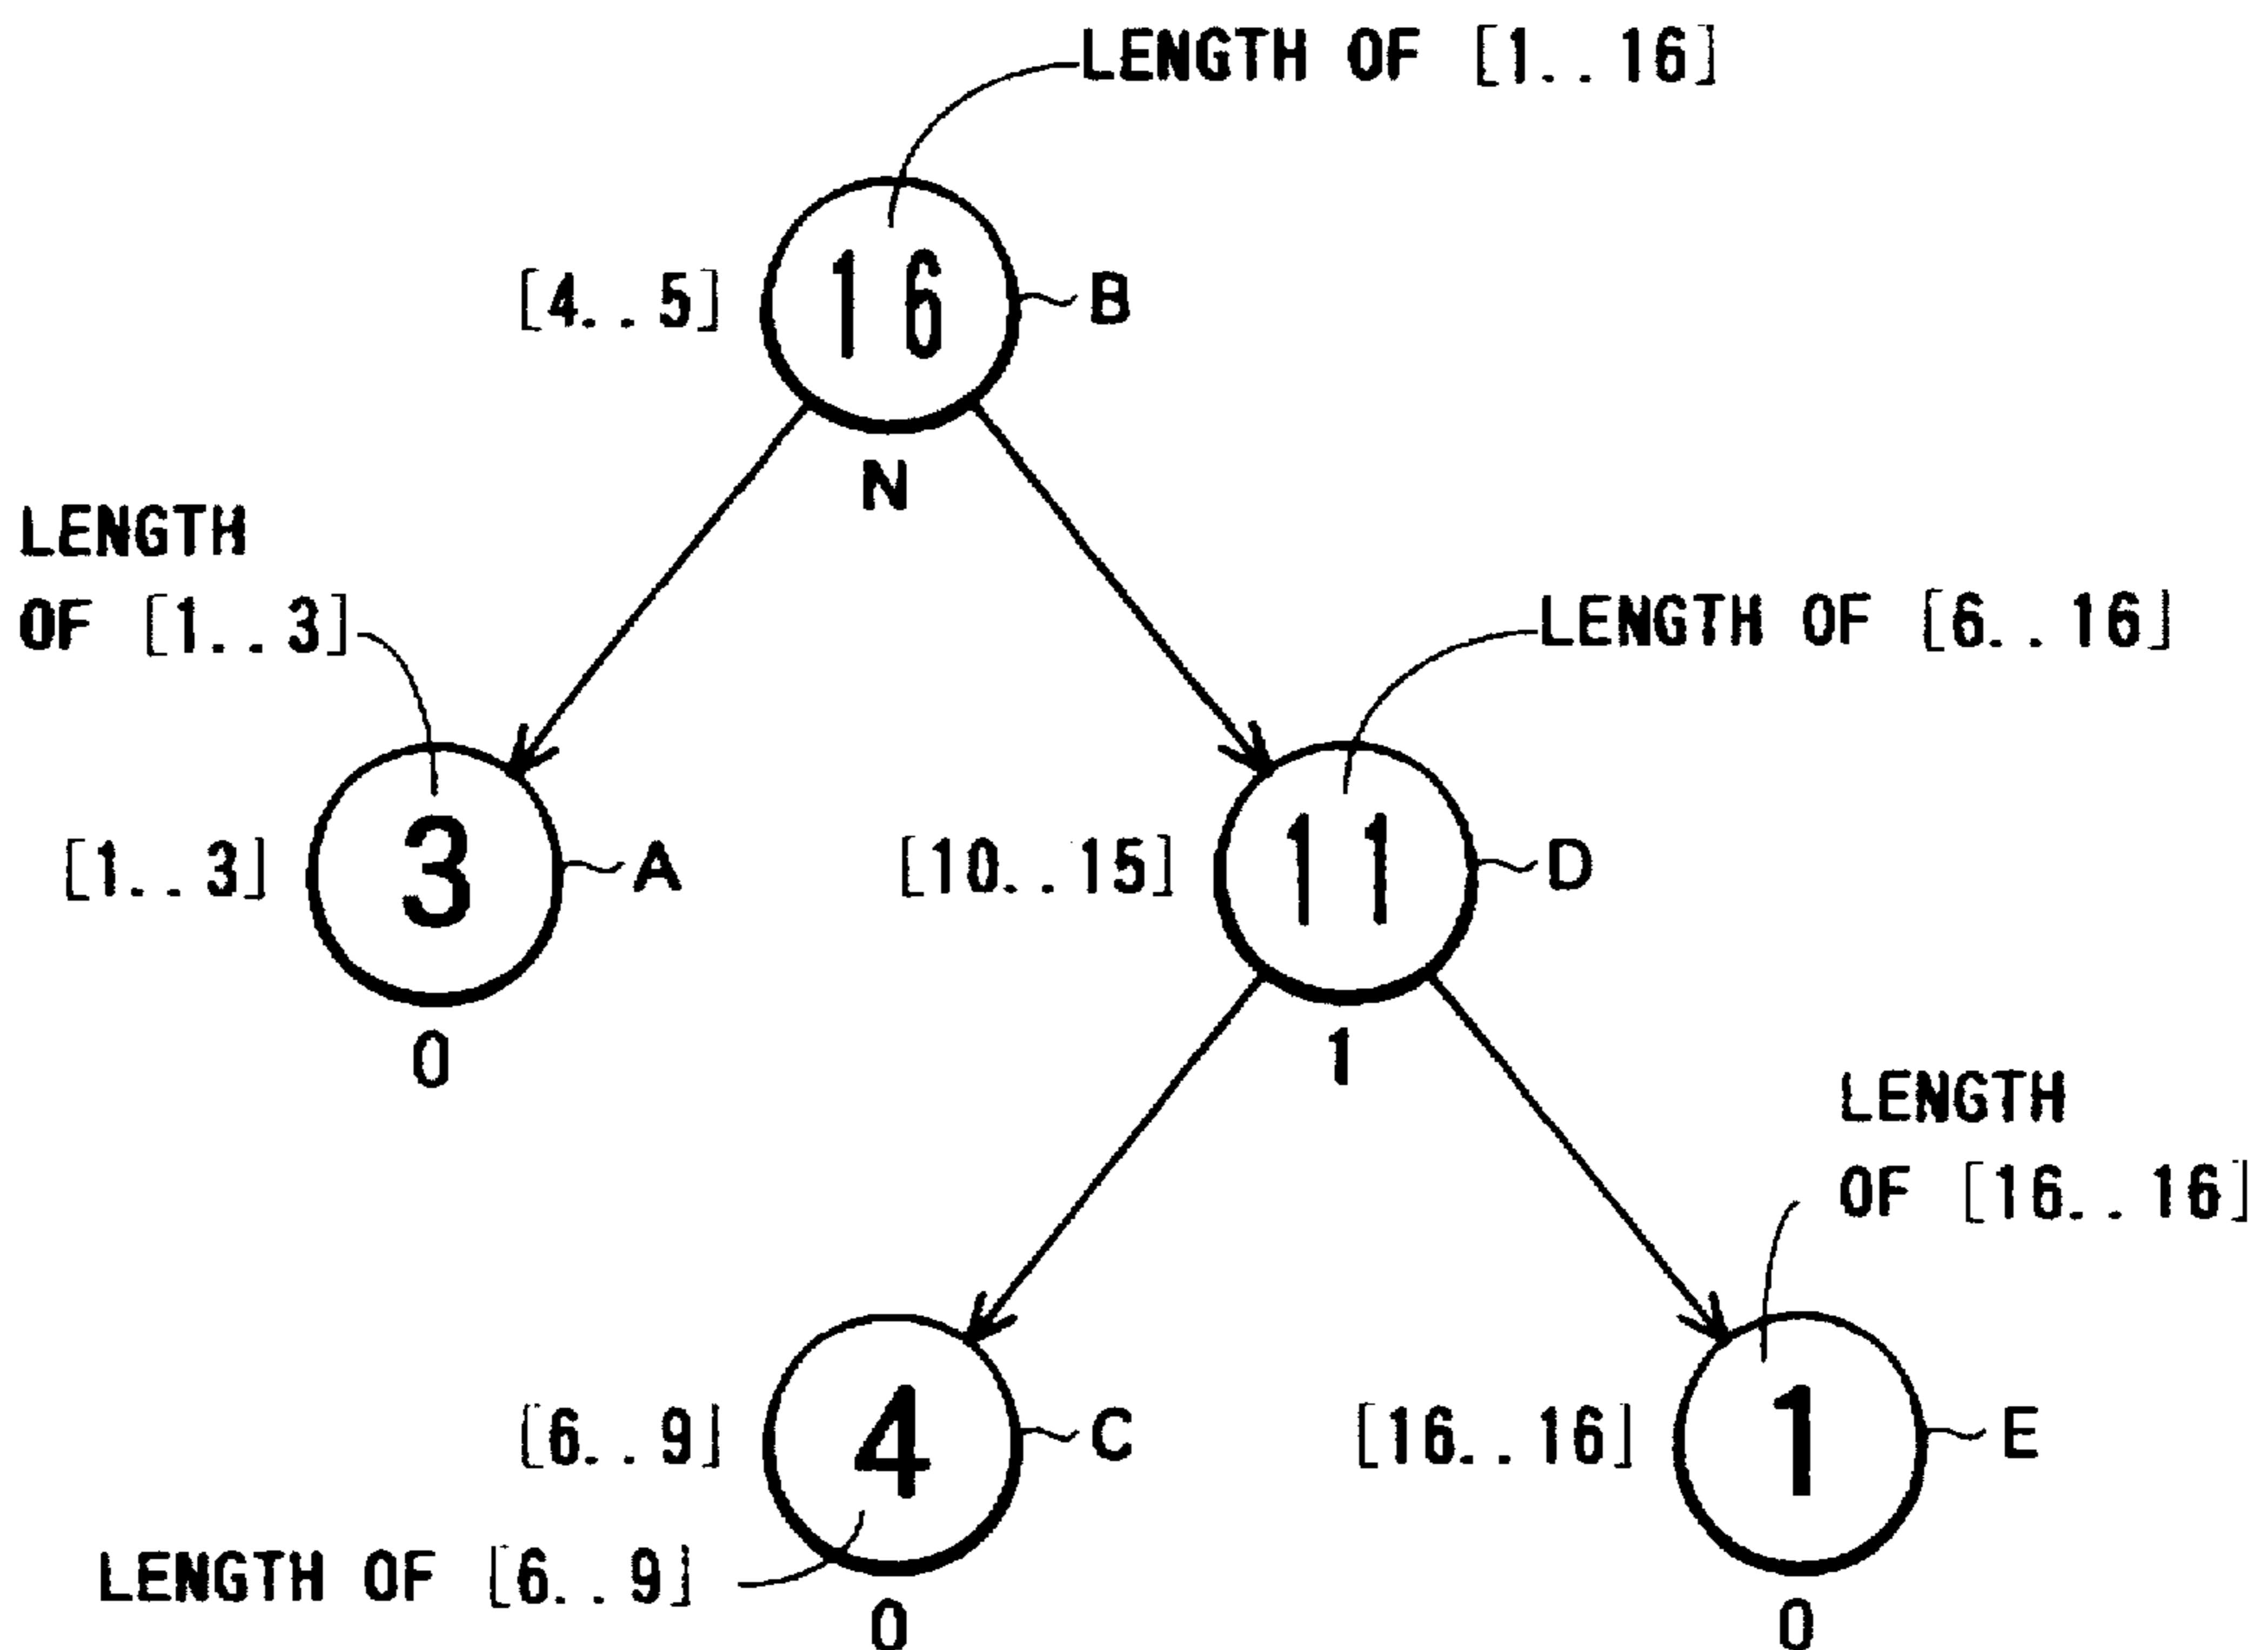 LENGTH OF [1..16]
[4..5] 16 B
N
LENGTH
OF [1..3]
LENGTH OF [6..16]
[1..3] 3 A
[10..15] 11 D
0
1
LENGTH
OF [16..16]
[6..9] 4 C
[16..16] 1 E
LENGTH OF [6..9]
0
0